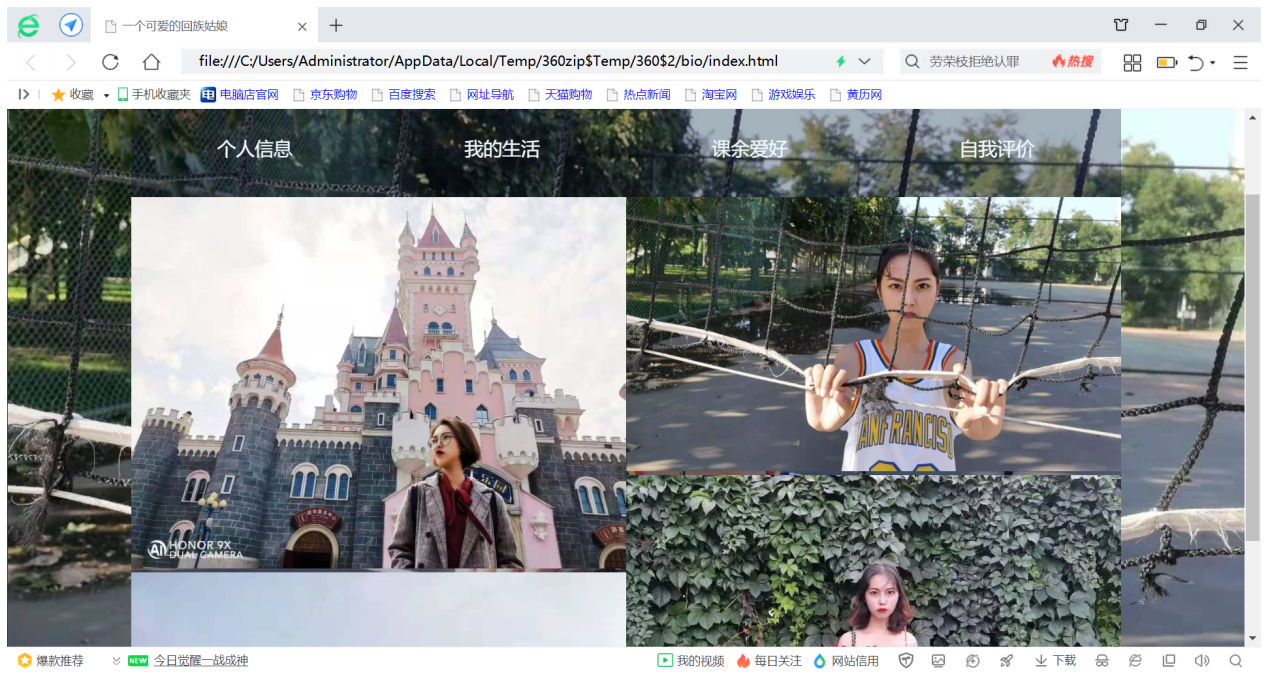 一个可爱的回族姑娘
file:///C:/Users/Administrator/AppData/Local/Temp/360zip$Temp/360$2/bio/index.html
劳荣枝拒绝认罪
热搜
收藏
手机收藏夹
电脑店官网
京东购物
百度搜索
网址导航
天猫购物
热点新闻
淘宝网
游戏娱乐
黄历网
个人信息
我的生活
课余爱好
自我评价
ANFRANCISC
HONOR 9X
DUAL CAMERA
爆款推荐
NEW
今日觉醒一战成神
我的视频
每日关注
网站信用
下载